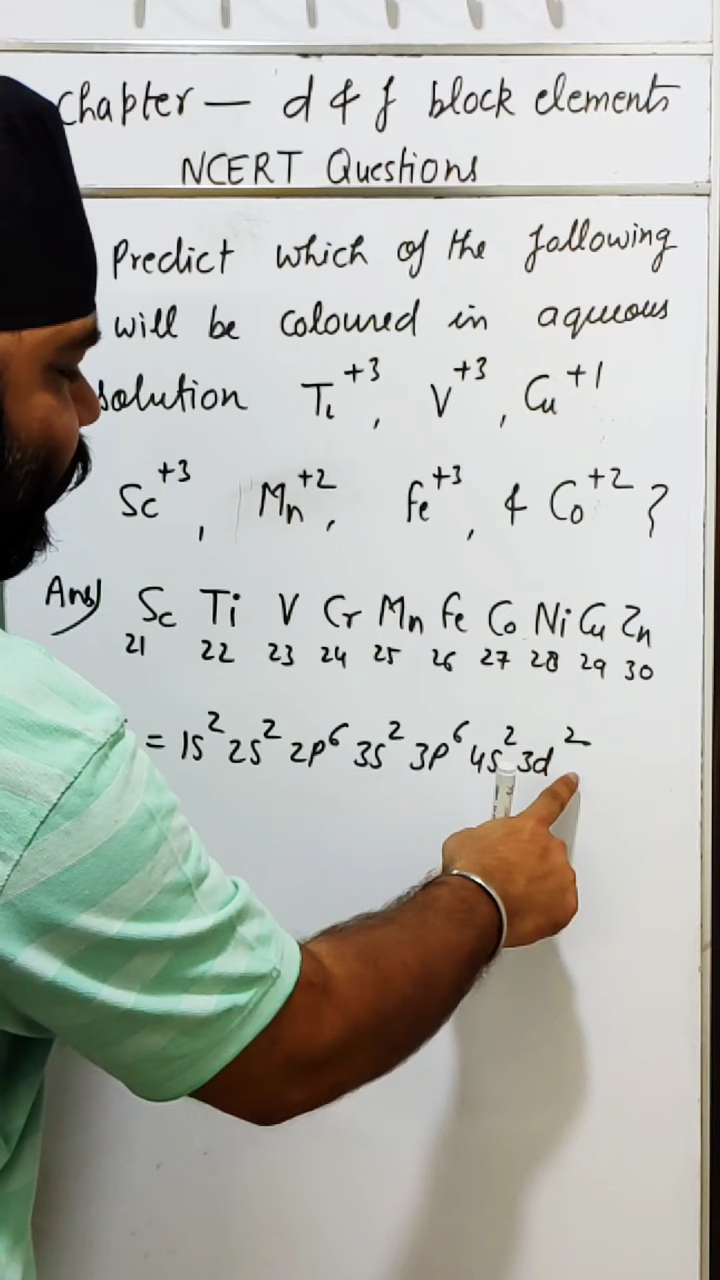 Chapter — d & f block elements
NCERT Questions
Predict which of the following
will be coloured in aqueous
solution Ti⁺³, V⁺³, Cu⁺¹
Sc⁺³, Mn⁺², Fe⁺³, & Co⁺² ?
Ans) Sc Ti V Cr Mn Fe Co Ni Cu Zn
21 22 23 24 25 26 27 28 29 30
= 1s² 2s² 2p⁶ 3s² 3p⁶ 4s² 3d²